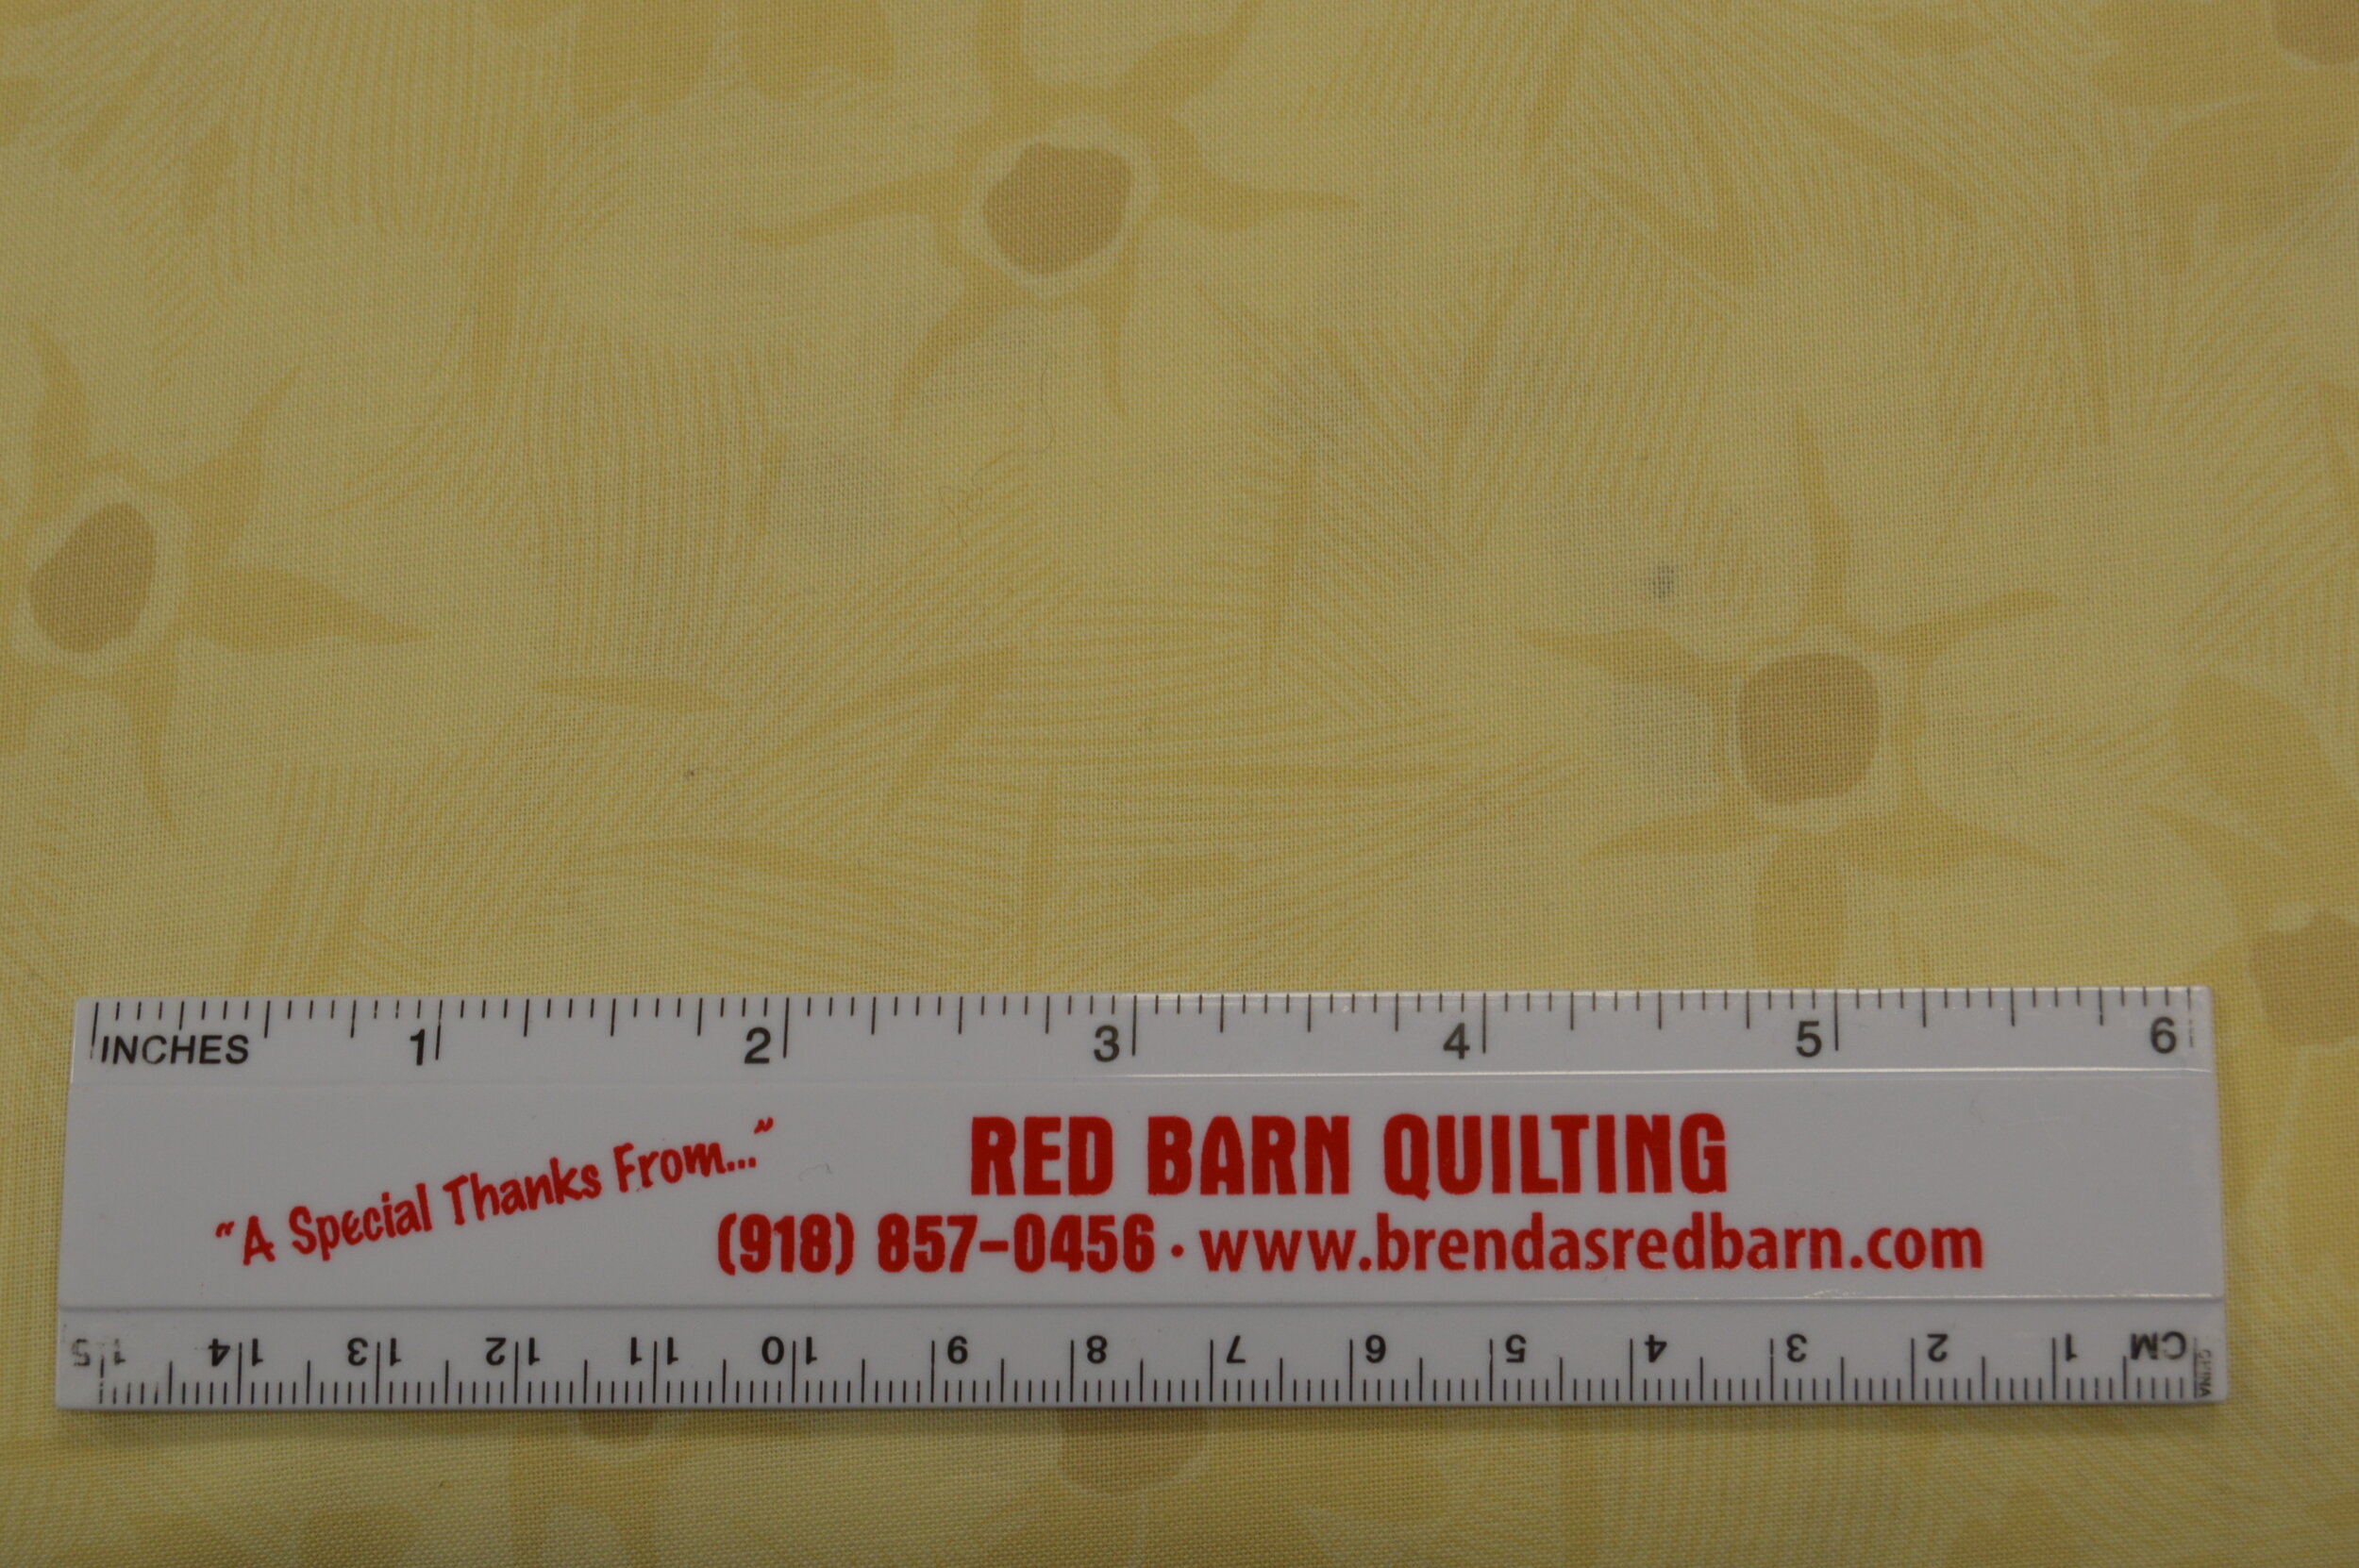 INCHES 1 2 3 4 5 6
"A Special Thanks From..."
RED BARN QUILTING
(918) 857-0456 · www.brendasredbarn.com
CM 1 2 3 4 5 6 7 8 9 10 11 12 13 14 15
CHINA